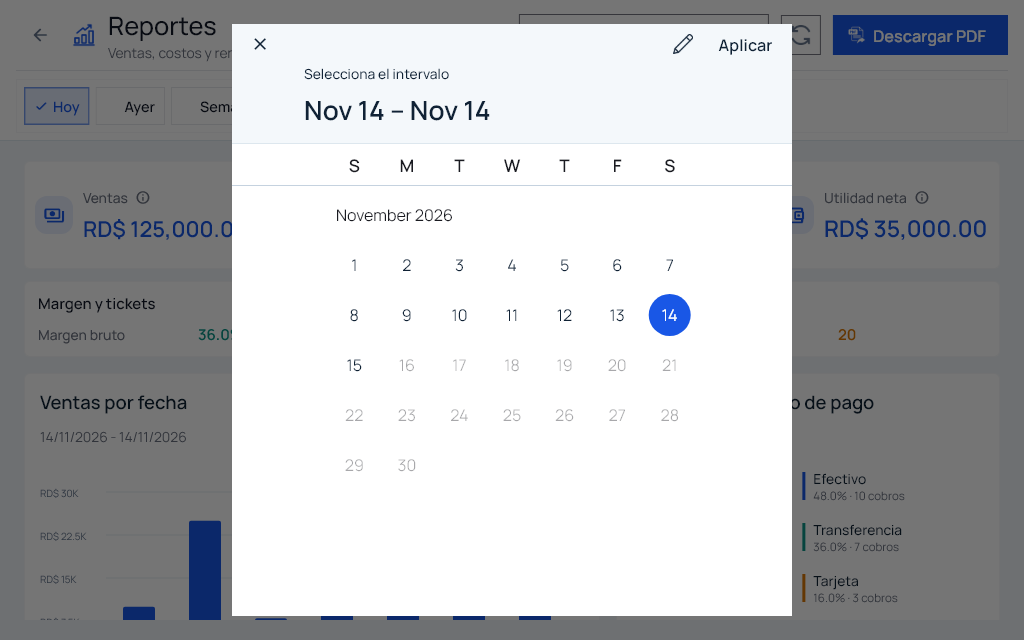 Reportes
Ventas, costos y ren
Descargar PDF
Hoy
Ayer
Sema
Aplicar
Selecciona el intervalo
Nov 14 – Nov 14
S M T W T F S
November 2026
1 2 3 4 5 6 7
8 9 10 11 12 13 14
15 16 17 18 19 20 21
22 23 24 25 26 27 28
29 30
Ventas
RD$ 125,000.0
Utilidad neta
RD$ 35,000.00
Margen y tickets
Margen bruto
36.0
20
Ventas por fecha
14/11/2026 - 14/11/2026
RD$ 30K
RD$ 22.5K
RD$ 15K
o de pago
Efectivo
48.0% · 10 cobros
Transferencia
36.0% · 7 cobros
Tarjeta
16.0% · 3 cobros